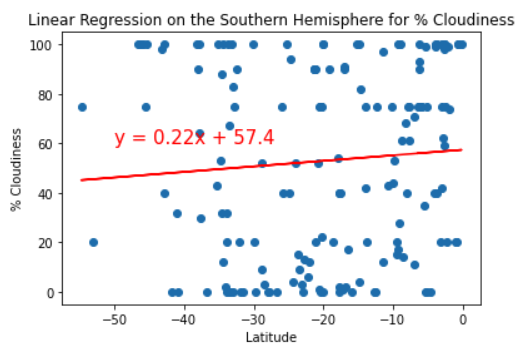 Linear Regression on the Southern Hemisphere for % Cloudiness
100
80
60
40
20
0
% Cloudiness
y = 0.22x + 57.4
−50 −40 −30 −20 −10 0
Latitude